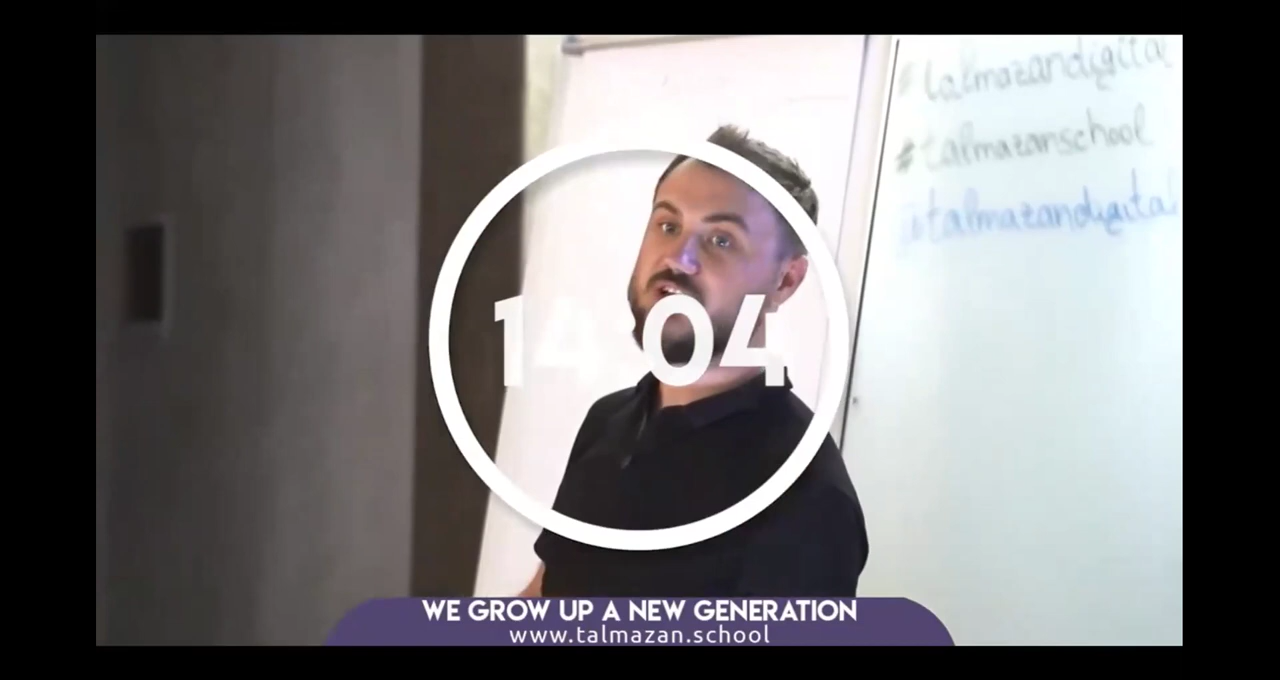 #talmazandigital
#talmazanschool
talmazandigital
14:04
WE GROW UP A NEW GENERATION
www.talmazan.school